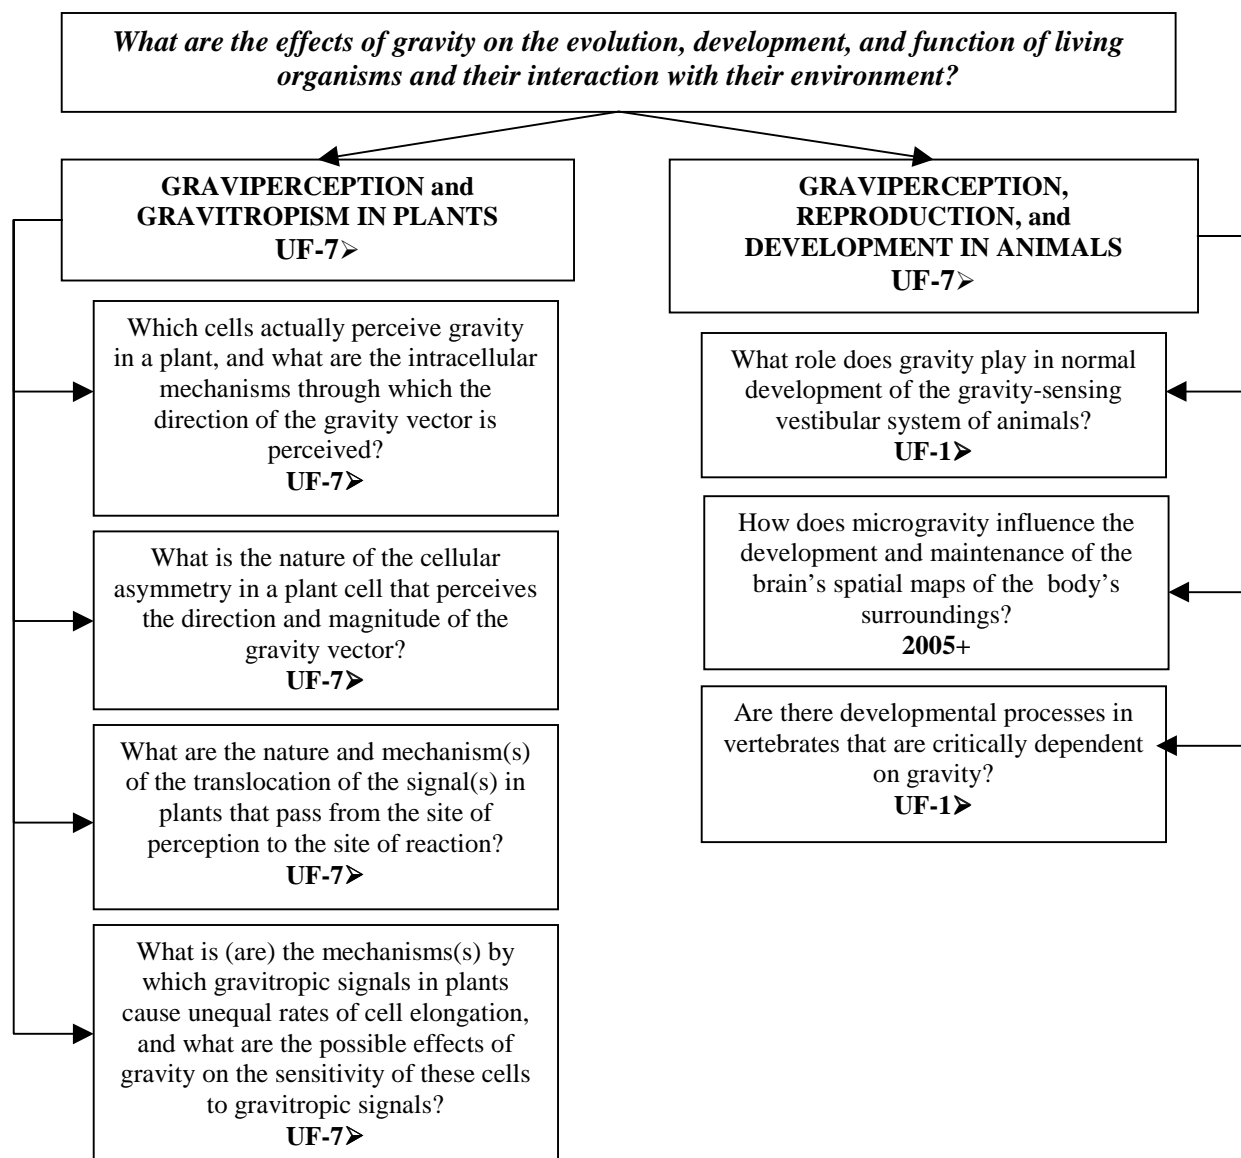 What are the effects of gravity on the evolution, development, and function of living
organisms and their interaction with their environment?
GRAVIPERCEPTION and
GRAVITROPISM IN PLANTS
UF-7➢
Which cells actually perceive gravity
in a plant, and what are the intracellular
mechanisms through which the
direction of the gravity vector is
perceived?
UF-7➢
What is the nature of the cellular
asymmetry in a plant cell that perceives
the direction and magnitude of the
gravity vector?
UF-7➢
What are the nature and mechanism(s)
of the translocation of the signal(s) in
plants that pass from the site of
perception to the site of reaction?
UF-7➢
What is (are) the mechanisms(s) by
which gravitropic signals in plants
cause unequal rates of cell elongation,
and what are the possible effects of
gravity on the sensitivity of these cells
to gravitropic signals?
UF-7➢
GRAVIPERCEPTION,
REPRODUCTION, and
DEVELOPMENT IN ANIMALS
UF-7➢
What role does gravity play in normal
development of the gravity-sensing
vestibular system of animals?
UF-1➢
How does microgravity influence the
development and maintenance of the
brain’s spatial maps of the body’s
surroundings?
2005+
Are there developmental processes in
vertebrates that are critically dependent
on gravity?
UF-1➢